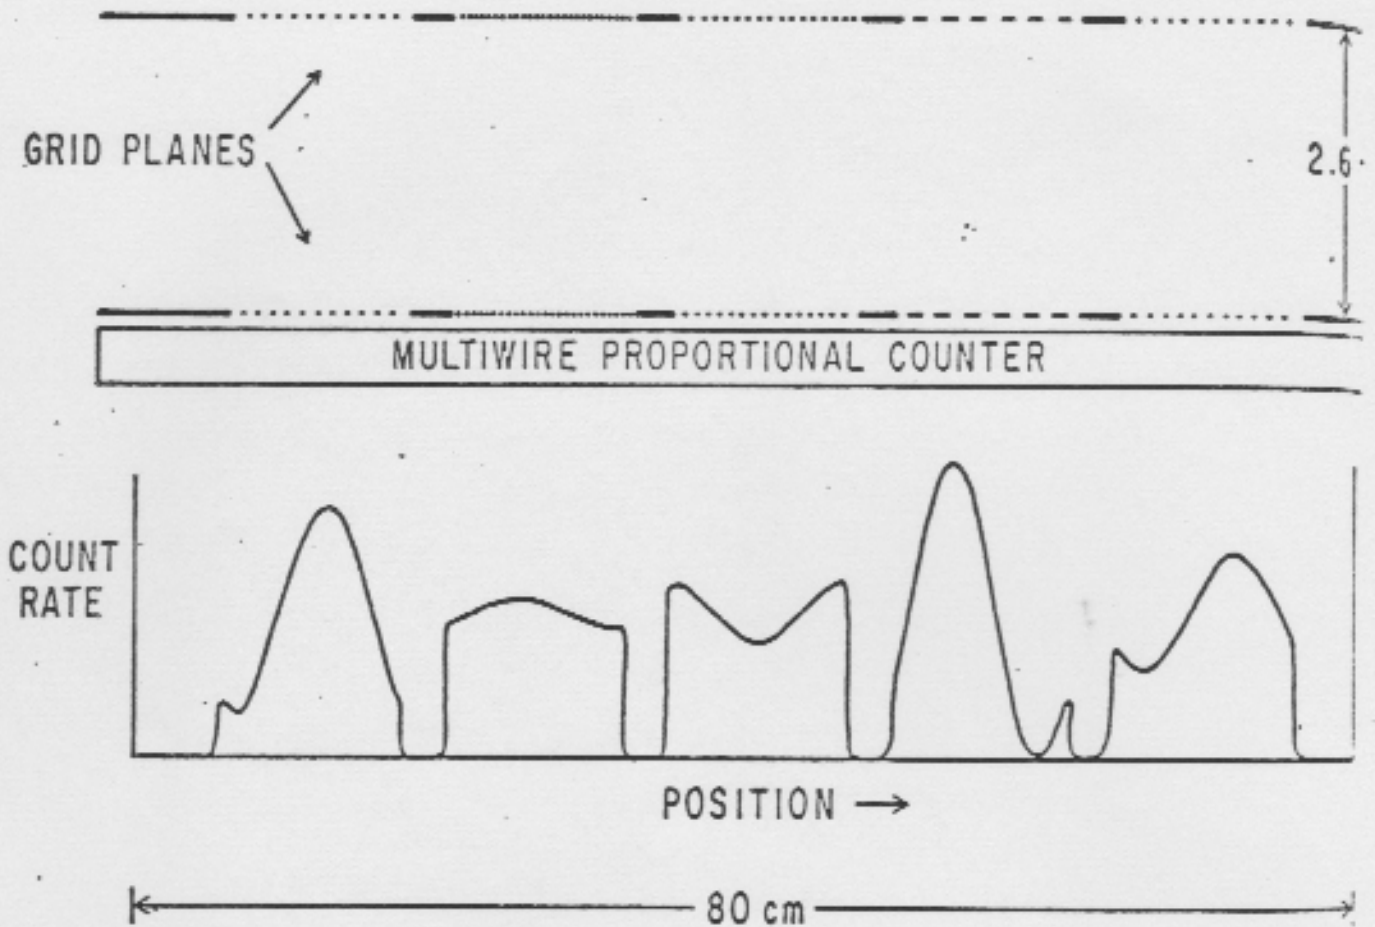 GRID PLANES
2.6
MULTIWIRE PROPORTIONAL COUNTER
COUNT
RATE
POSITION
80 cm